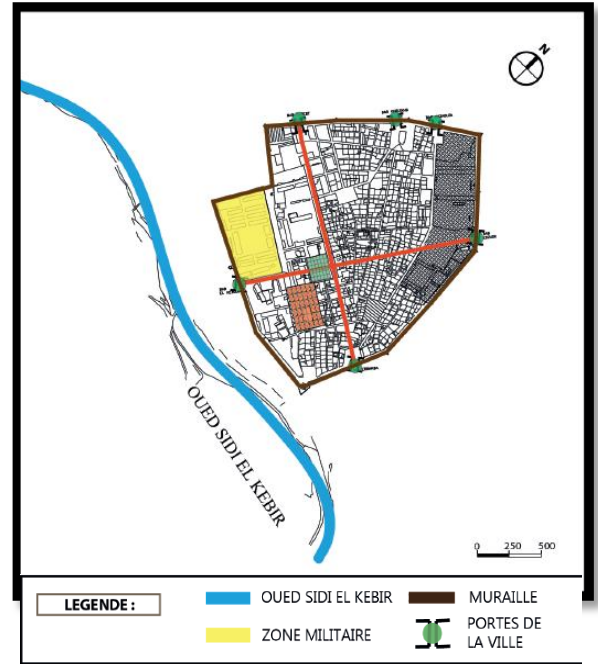 N
OUED SIDI EL KEBIR
0 250 500
LEGENDE :
OUED SIDI EL KEBIR
MURAILLE
ZONE MILITAIRE
PORTES DE
LA VILLE